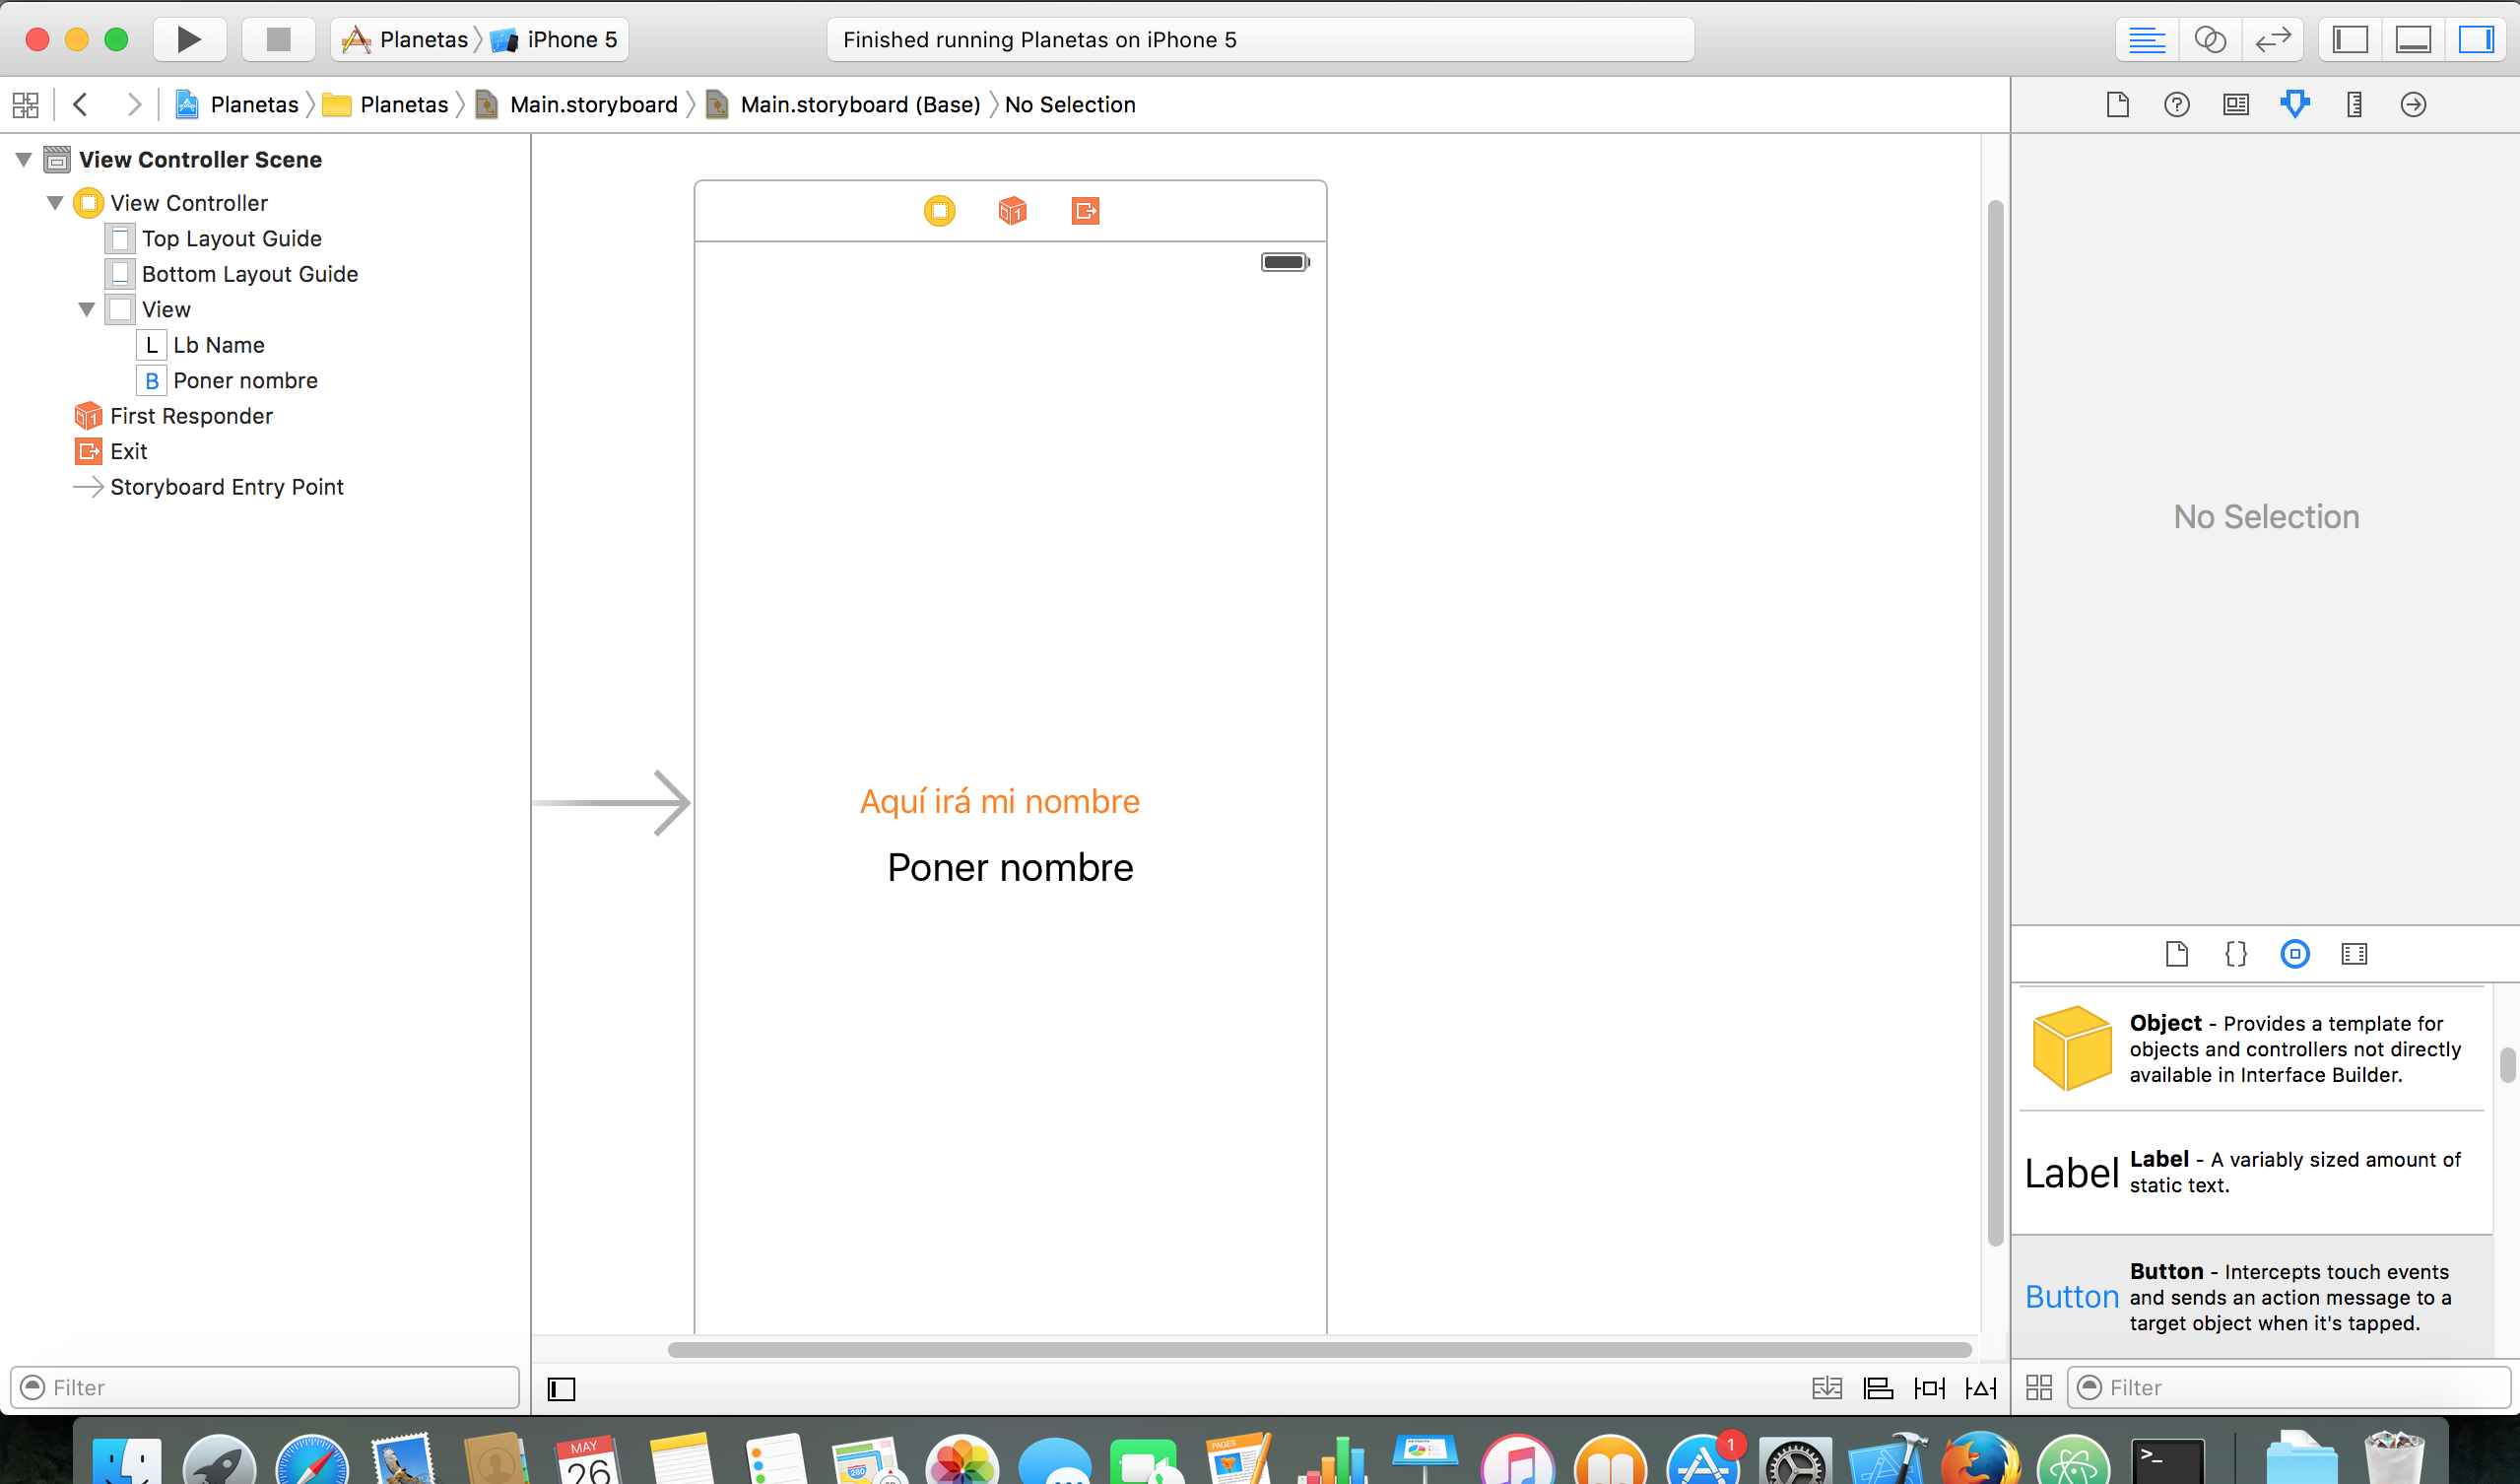 Planetas
iPhone 5
Finished running Planetas on iPhone 5
Planetas
Planetas
Main.storyboard
Main.storyboard (Base)
No Selection
View Controller Scene
View Controller
Top Layout Guide
Bottom Layout Guide
View
L Lb Name
B Poner nombre
First Responder
Exit
Storyboard Entry Point
Filter
Aquí irá mi nombre
Poner nombre
No Selection
Object - Provides a template for
objects and controllers not directly
available in Interface Builder.
Label
Label - A variably sized amount of
static text.
Button
Button - Intercepts touch events
and sends an action message to a
target object when it's tapped.
Filter
MAY
26
280
PAGES
1
>_